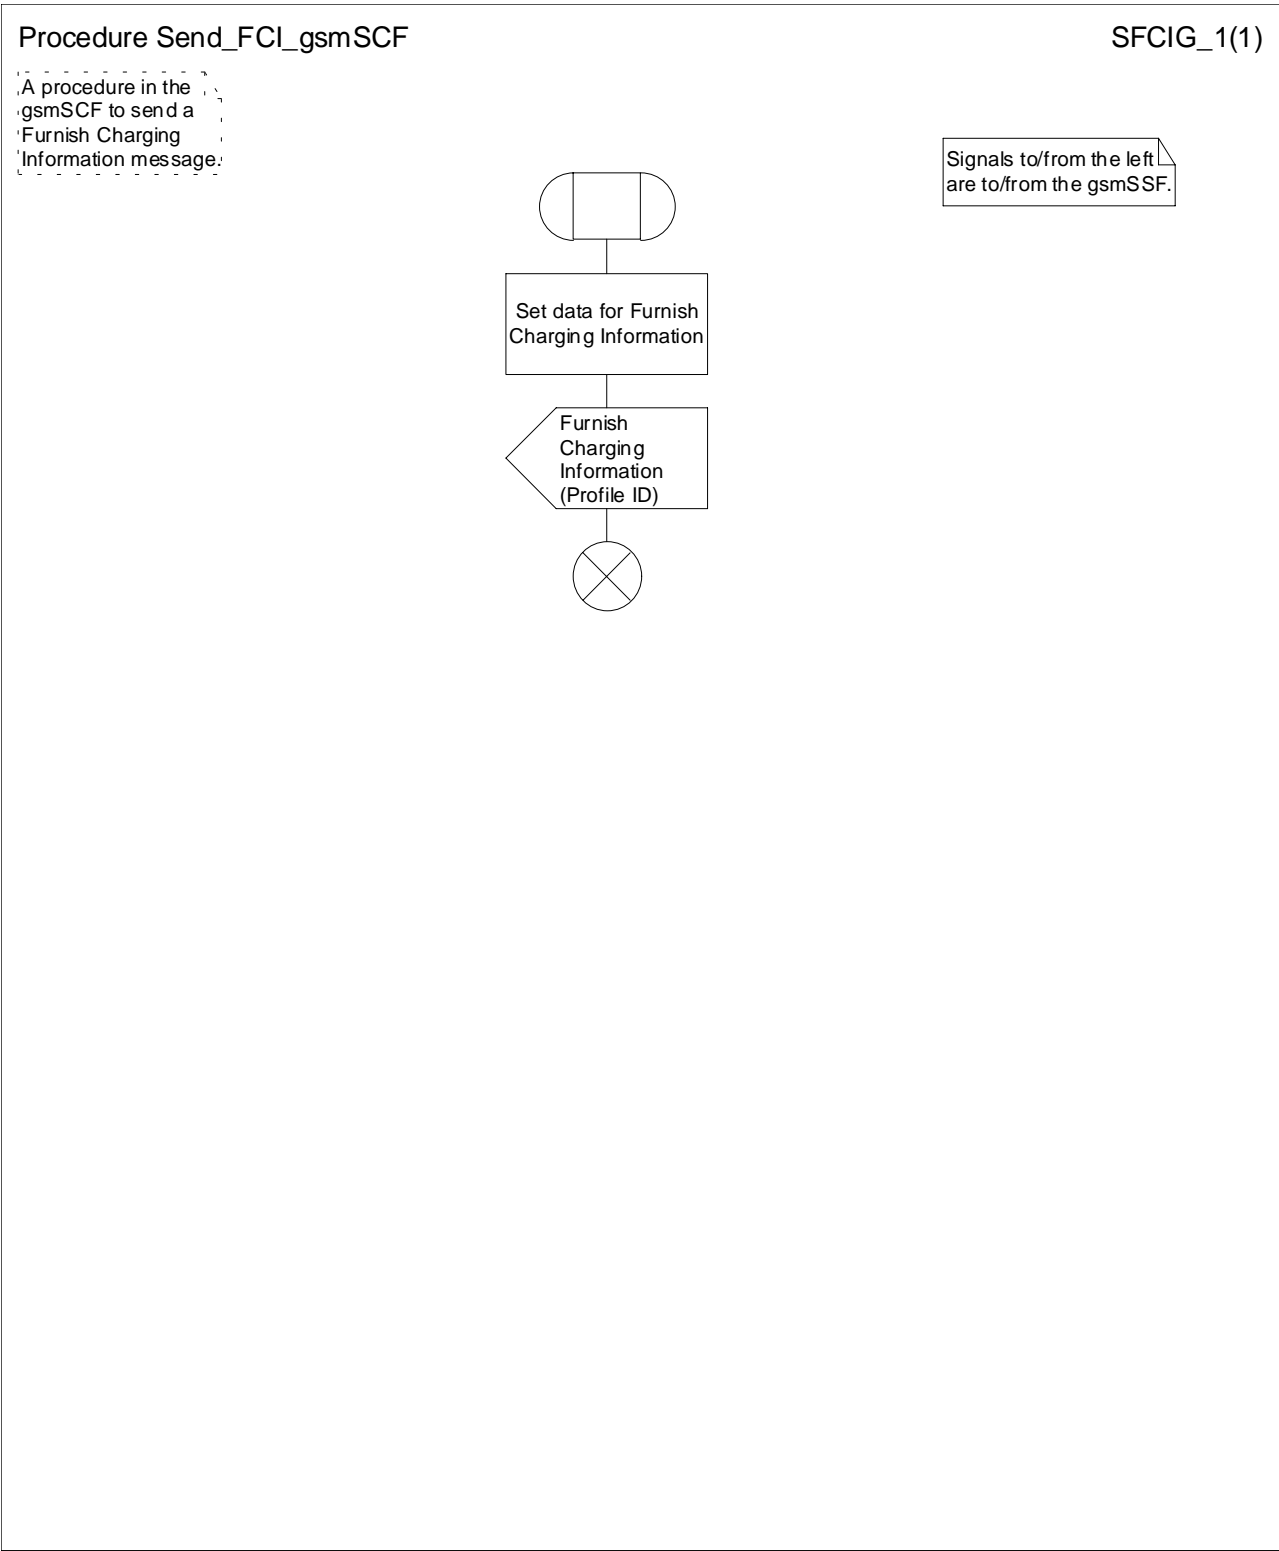 Procedure Send_FCI_gsmSCF
SFCIG_1(1)
A procedure in the
gsmSCF to send a
Furnish Charging
Information message.
Signals to/from the left
are to/from the gsmSSF.
Set data for Furnish
Charging Information
Furnish
Charging
Information
(Profile ID)